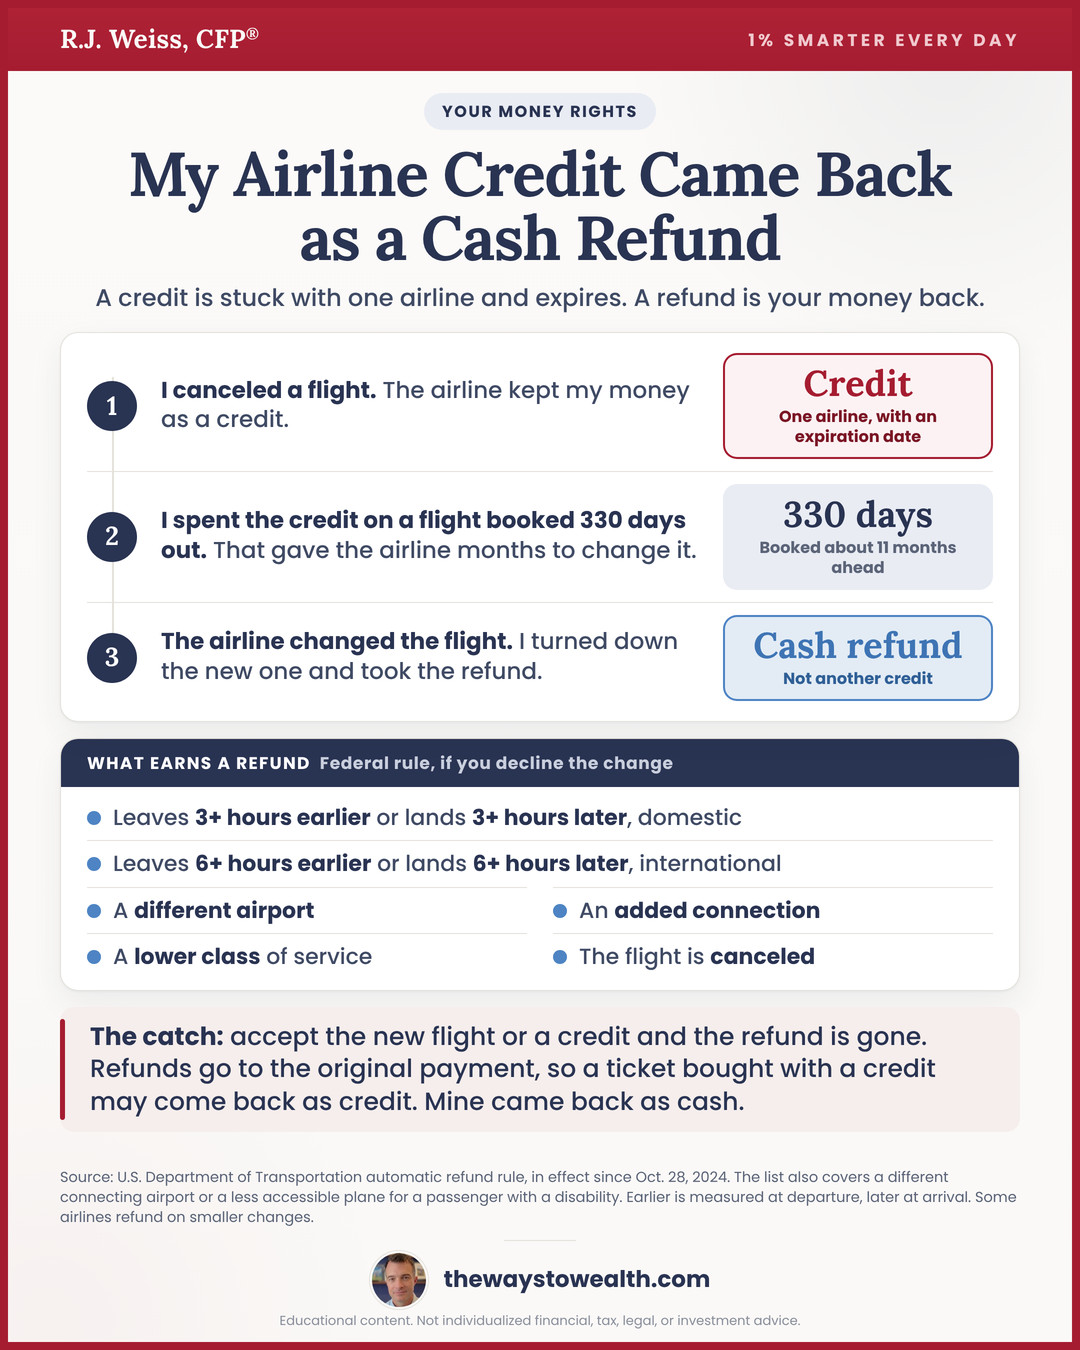 R.J. Weiss, CFP®
1% SMARTER EVERY DAY
YOUR MONEY RIGHTS
My Airline Credit Came Back
as a Cash Refund
A credit is stuck with one airline and expires. A refund is your money back.
1
I canceled a flight. The airline kept my money
as a credit.
Credit
One airline, with an
expiration date
2
I spent the credit on a flight booked 330 days
out. That gave the airline months to change it.
330 days
Booked about 11 months
ahead
3
The airline changed the flight. I turned down
the new one and took the refund.
Cash refund
Not another credit
WHAT EARNS A REFUND Federal rule, if you decline the change
Leaves 3+ hours earlier or lands 3+ hours later, domestic
Leaves 6+ hours earlier or lands 6+ hours later, international
A different airport
An added connection
A lower class of service
The flight is canceled
The catch: accept the new flight or a credit and the refund is gone.
Refunds go to the original payment, so a ticket bought with a credit
may come back as credit. Mine came back as cash.
Source: U.S. Department of Transportation automatic refund rule, in effect since Oct. 28, 2024. The list also covers a different
connecting airport or a less accessible plane for a passenger with a disability. Earlier is measured at departure, later at arrival. Some
airlines refund on smaller changes.
thewaystowealth.com
Educational content. Not individualized financial, tax, legal, or investment advice.